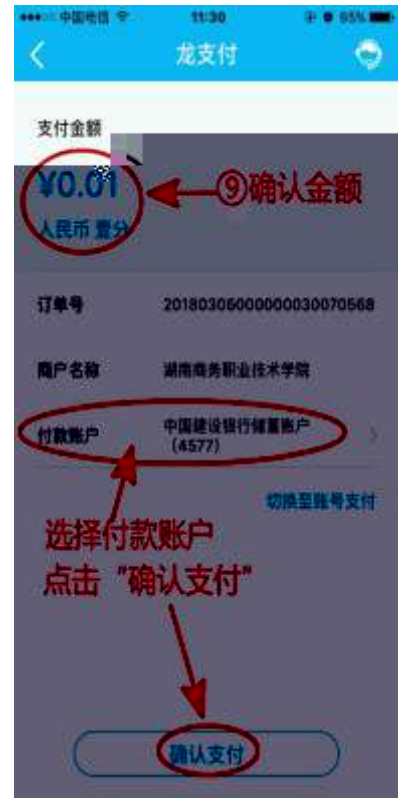 中国电信 11:30 65%
龙支付
支付金额
¥0.01
⑨确认金额
人民币 壹分
订单号 20180306000000030070568
商户名称 湖南商务职业技术学院
付款账户 中国建设银行储蓄账户
(4577)
切换至账号支付
选择付款账户
点击“确认支付”
确认支付